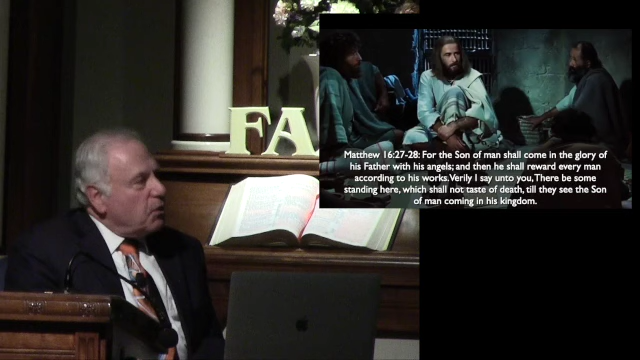 FA
Matthew 16:27-28: For the Son of man shall come in the glory of
his Father with his angels; and then he shall reward every man
according to his works. Verily I say unto you, There be some
standing here, which shall not taste of death, till they see the Son
of man coming in his kingdom.